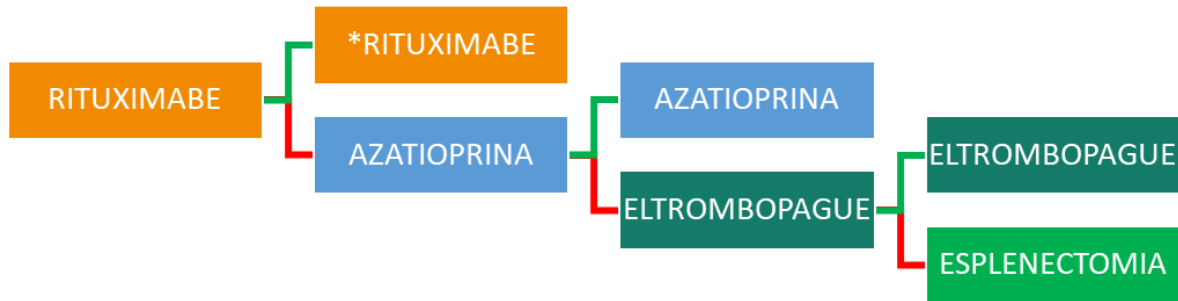 RITUXIMABE
*RITUXIMABE
AZATIOPRINA
AZATIOPRINA
ELTROMBOPAGUE
ELTROMBOPAGUE
ESPLENECTOMIA